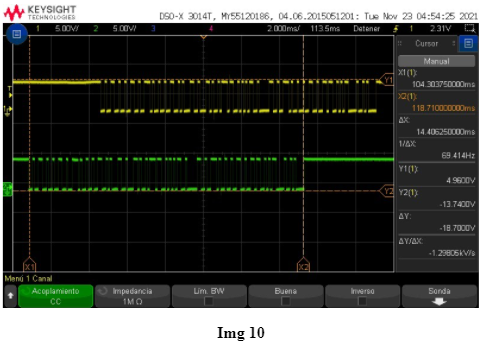 KEYSIGHT
TECHNOLOGIES
DSO-X 3014T, MY55120186, 04.06.2015051201: Tue Nov 23 04:54:25 2021
1 5.00V/ 2 5.00V/ 3 4 2.000ms/ 113.5ms Detener 1 2.31V
Cursor
Manual
X1(1):
104.303750000ms
X2(1):
118.710000000ms
ΔX:
14.406250000ms
1/ΔX:
69.414Hz
Y1(1):
4.9600V
Y2(1):
-13.7400V
ΔY:
-18.7000V
ΔY/ΔX:
-1.29805kV/s
Y1
Y2
X1 X2
Menú 1 Canal
Acoplamiento Impedancia Lím. BW Buena Inverso Sonda
CC 1M Ω
Img 10